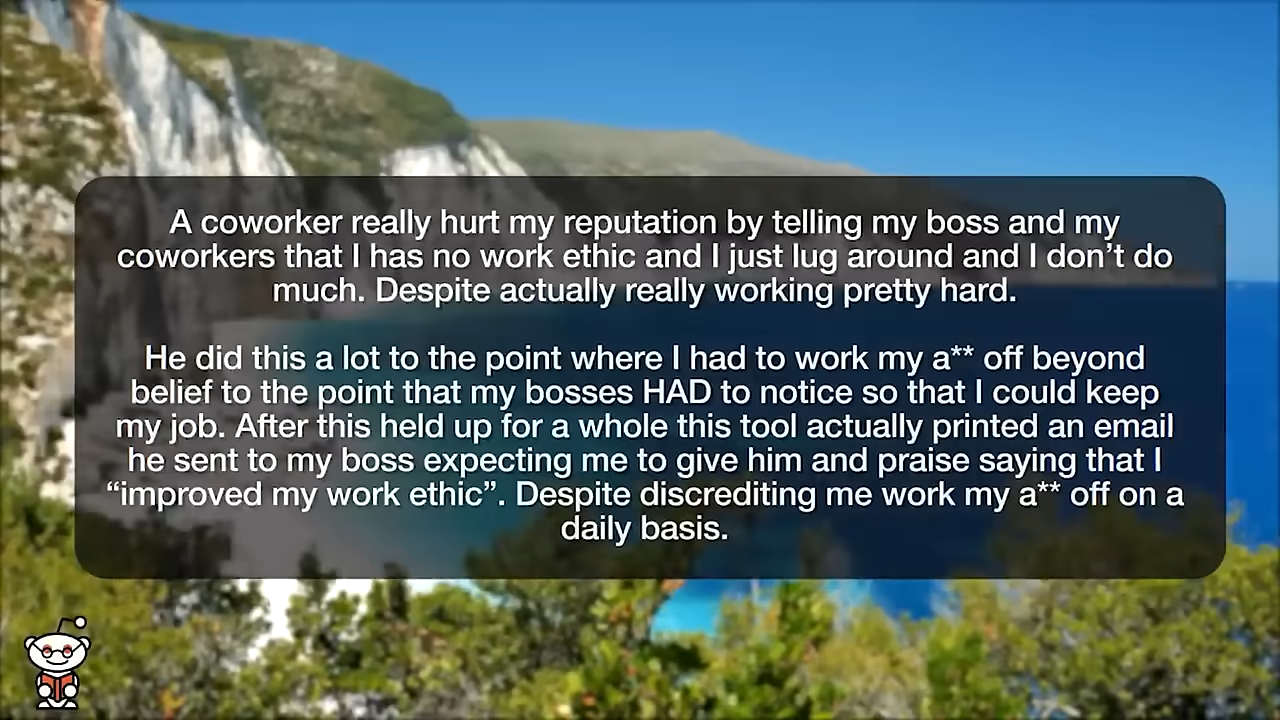 A coworker really hurt my reputation by telling my boss and my
coworkers that I has no work ethic and I just lug around and I don’t do
much. Despite actually really working pretty hard.
He did this a lot to the point where I had to work my a** off beyond
belief to the point that my bosses HAD to notice so that I could keep
my job. After this held up for a whole this tool actually printed an email
he sent to my boss expecting me to give him and praise saying that I
“improved my work ethic”. Despite discrediting me work my a** off on a
daily basis.